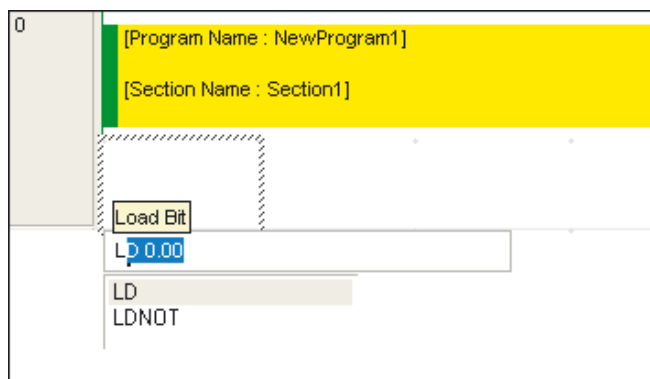 0
[Program Name : NewProgram1]
[Section Name : Section1]
Load Bit
LD 0.00
LD
LDNOT